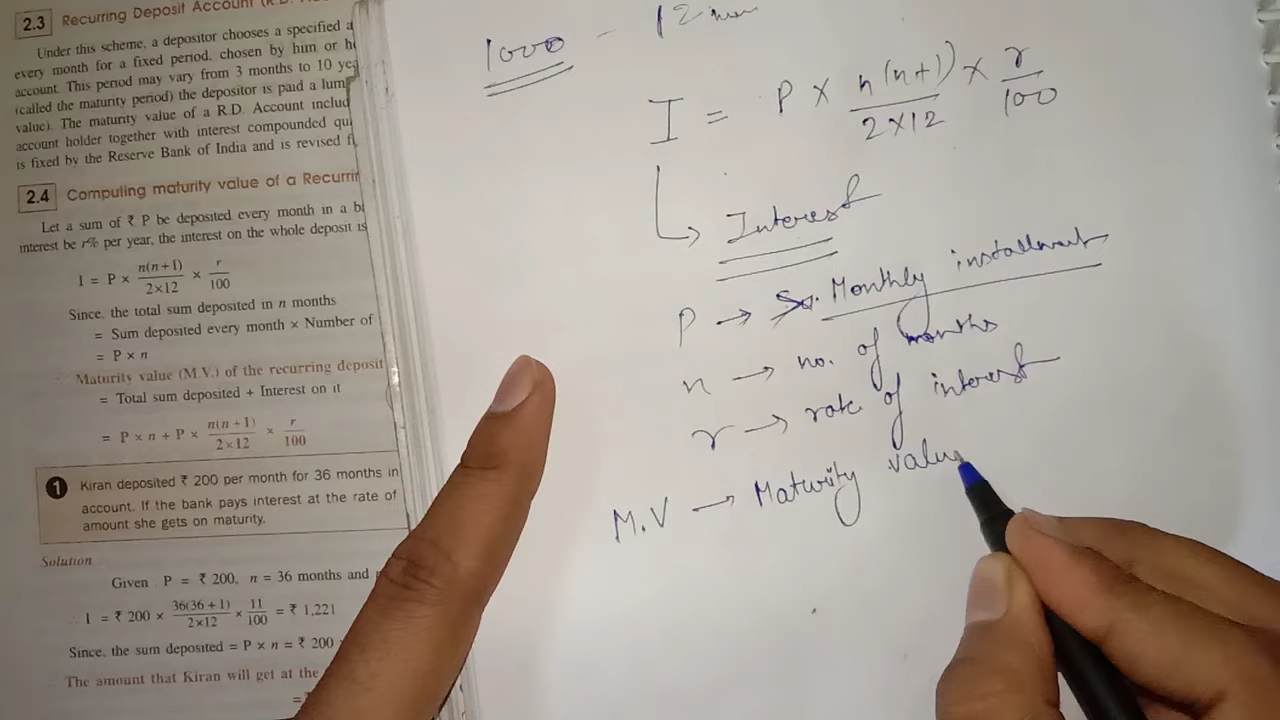 2.3 Recurring Deposit Account
Under this scheme, a depositor chooses a specified
every month for a fixed period, chosen by him or
account. This period may vary from 3 months to 10
(called the maturity period) the depositor is paid a
value). The maturity value of a R.D. Account
account holder together with interest compounded
is fixed by the Reserve Bank of India and is revised
2.4 Computing maturity value of a
Let a sum of ₹ P be deposited every month in a
interest be r% per year, the interest on the whole deposit is
I = P × n(n+1)/2×12 × r/100
Since, the total sum deposited in n months
= Sum deposited every month × Number of
= P × n
Maturity value (M.V.) of the recurring deposit
= Total sum deposited + Interest on it
= P × n + P × n(n+1)/2×12 × r/100
1 Kiran deposited ₹ 200 per month for 36 months in
account. If the bank pays interest at the rate of
amount she gets on maturity.
Solution
Given P = ₹ 200, n = 36 months and
∴ I = ₹ 200 × 36(36+1)/2×12 × 11/100 = ₹ 1,221
Since, the sum deposited = P × n = ₹ 200
∴ The amount that Kiran will get at the
=
1000 - 12
I = P × n(n+1)/2×12 × r/100
↳ Interest
P → Monthly installment
n → no. of months
r → rate of interest
M.V → Maturity value